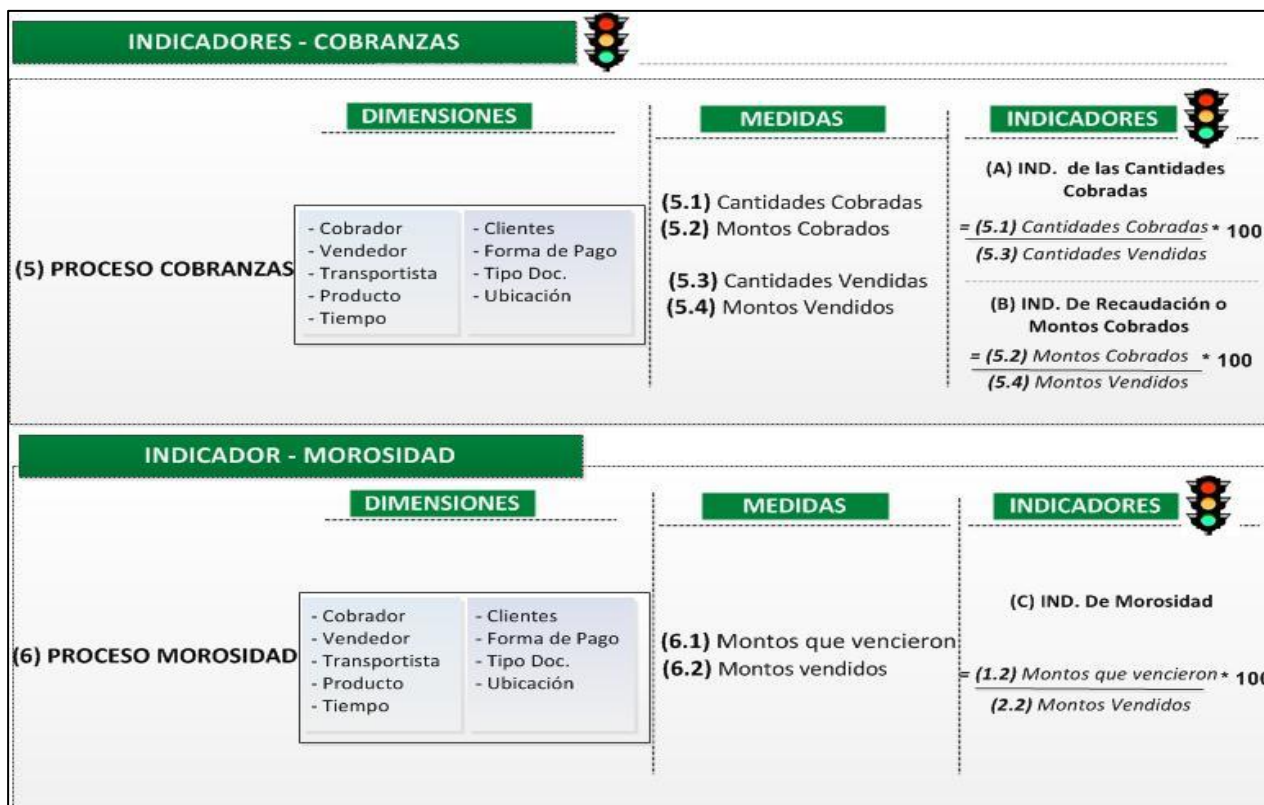 INDICADORES - COBRANZAS
DIMENSIONES
MEDIDAS
INDICADORES
(5) PROCESO COBRANZAS
- Cobrador
- Vendedor
- Transportista
- Producto
- Tiempo
- Clientes
- Forma de Pago
- Tipo Doc.
- Ubicación
(5.1) Cantidades Cobradas
(5.2) Montos Cobrados
(5.3) Cantidades Vendidas
(5.4) Montos Vendidos
(A) IND. de las Cantidades
Cobradas
= (5.1) Cantidades Cobradas * 100
(5.3) Cantidades Vendidas
(B) IND. De Recaudación o
Montos Cobrados
= (5.2) Montos Cobrados * 100
(5.4) Montos Vendidos
INDICADOR - MOROSIDAD
DIMENSIONES
MEDIDAS
INDICADORES
(6) PROCESO MOROSIDAD
- Cobrador
- Vendedor
- Transportista
- Producto
- Tiempo
- Clientes
- Forma de Pago
- Tipo Doc.
- Ubicación
(6.1) Montos que vencieron
(6.2) Montos vendidos
(C) IND. De Morosidad
= (1.2) Montos que vencieron * 100
(2.2) Montos Vendidos